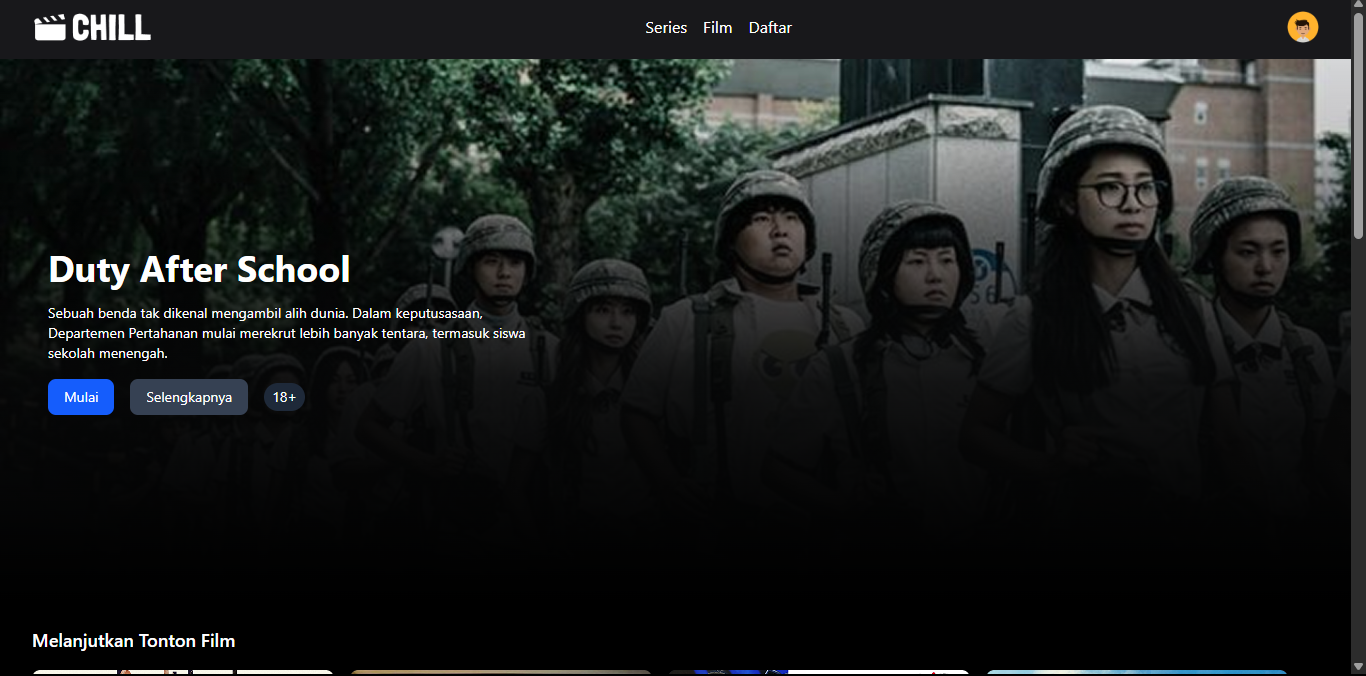 CHILL
Series
Film
Daftar
Duty After School
Sebuah benda tak dikenal mengambil alih dunia. Dalam keputusasaan,
Departemen Pertahanan mulai merekrut lebih banyak tentara, termasuk siswa
sekolah menengah.
Mulai
Selengkapnya
18+
Melanjutkan Tonton Film